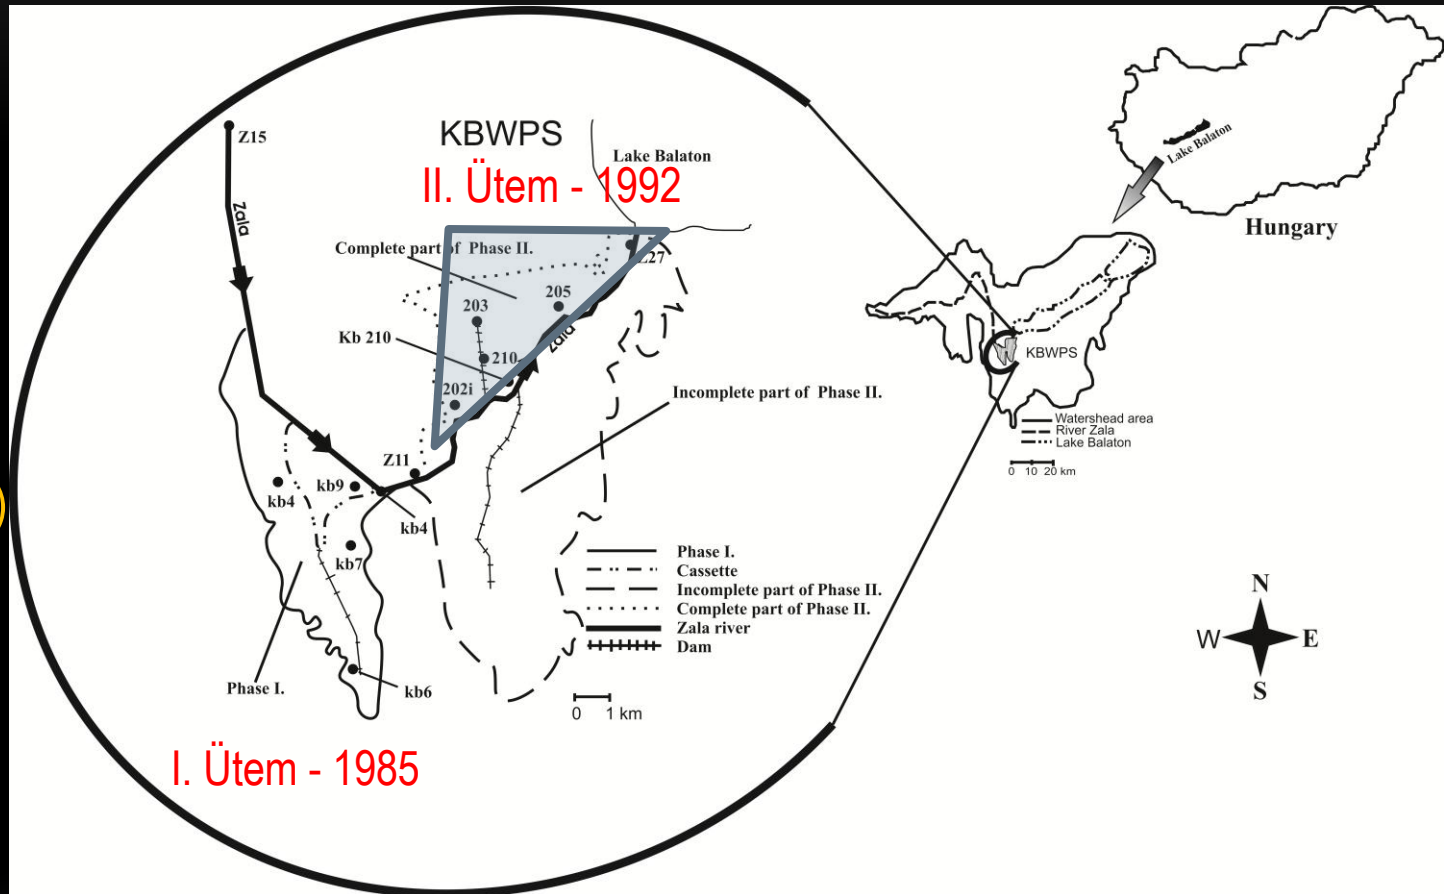 KBWPS
II. Ütem - 1992
Lake Balaton
Z15
Zala
Complete part of Phase II.
Z27
203
205
Kb 210
210
Zala
202i
Incomplete part of Phase II.
Z11
kb4
kb9
kb4
kb7
Phase I.
kb6
I. Ütem - 1985
Phase I.
Cassette
Incomplete part of Phase II.
Complete part of Phase II.
Zala river
Dam
0 1 km
Lake Balaton
Hungary
KBWPS
Watershead area
River Zala
Lake Balaton
0 10 20 km
N
W E
S